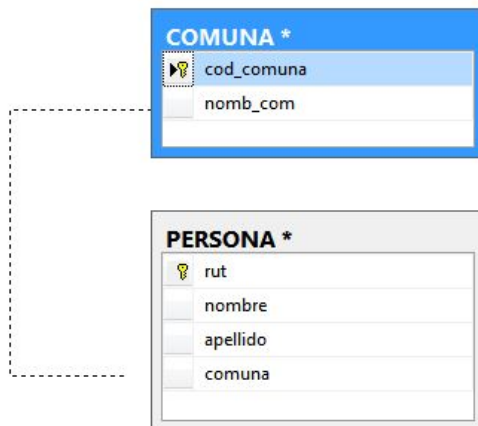 COMUNA *
cod_comuna
nomb_com
PERSONA *
rut
nombre
apellido
comuna